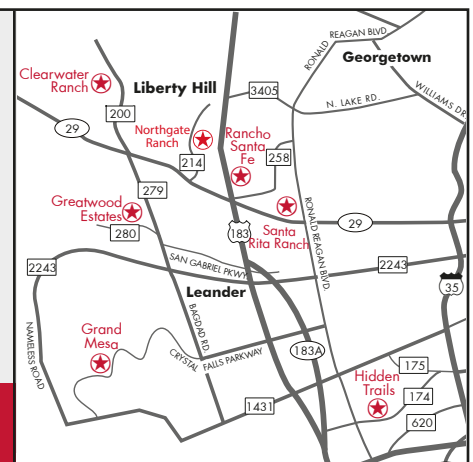 REAGAN BLVD.
RONALD
Georgetown
Clearwater
Ranch
Liberty Hill
3405
N. LAKE RD.
WILLIAMS DR
200
29
Northgate
Ranch
Rancho
Santa
Fe
214
258
279
Greatwood
Estates
280
183
Santa
Rita Ranch
RONALD REAGAN BLVD.
29
2243
SAN GABRIEL PKWY
2243
35
Leander
NAMELESS ROAD
BAGDAD RD
Grand
Mesa
CRYSTAL FALLS PARKWAY
183A
175
Hidden
Trails
174
1431
620